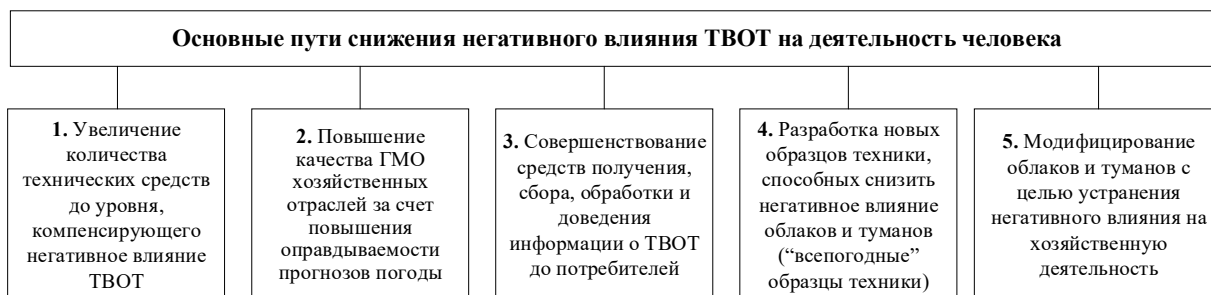 Основные пути снижения негативного влияния ТВОТ на деятельность человека
1. Увеличение
количества
технических средств
до уровня,
компенсирующего
негативное влияние
ТВОТ
2. Повышение
качества ГМО
хозяйственных
отраслей за счет
повышения
оправдываемости
прогнозов погоды
3. Совершенствование
средств получения,
сбора, обработки и
доведения
информации о ТВОТ
до потребителей
4. Разработка новых
образцов техники,
способных снизить
негативное влияние
облаков и туманов
(“всепогодные”
образцы техники)
5. Модифицирование
облаков и туманов с
целью устранения
негативного влияния на
хозяйственную
деятельность